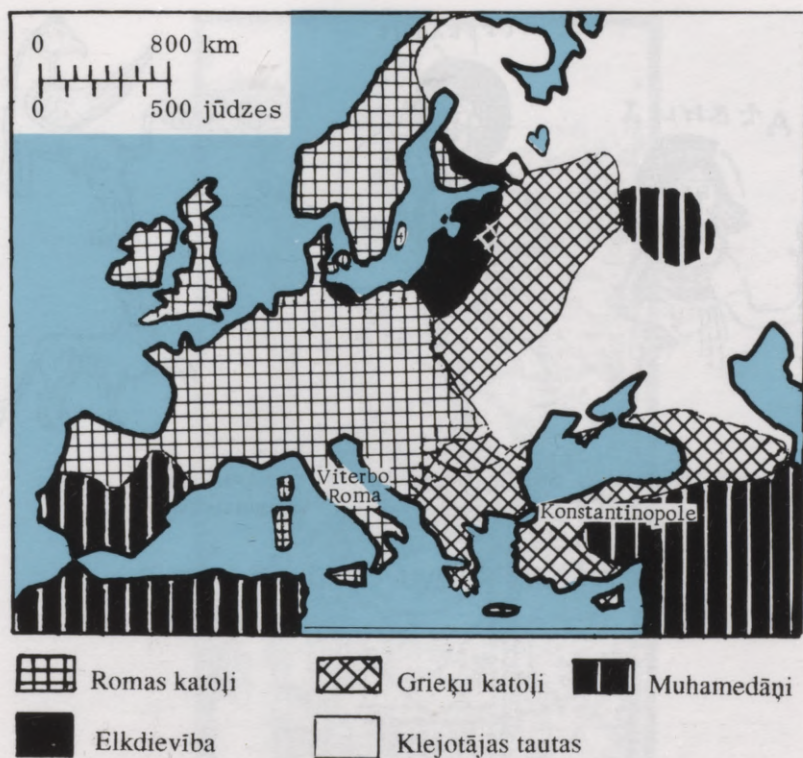 0 800 km
0 500 jūdzes
Viterbo
Roma
Konstantinopole
Romas katoļi
Grieķu katoļi
Muhamedāņi
Elkdievība
Klejotājas tautas